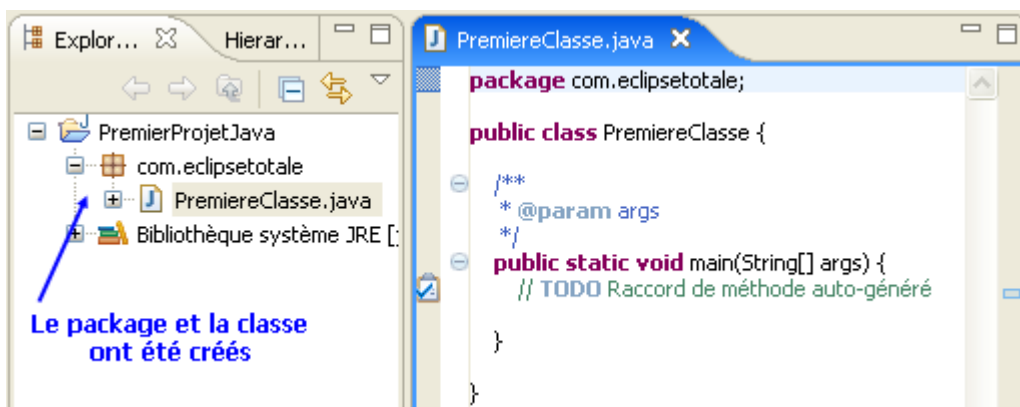 Explor...
Hierar...
PremierProjetJava
com.eclipsetotale
PremiereClasse.java
Bibliothèque système JRE [
Le package et la classe
ont été créés
PremiereClasse.java
package com.eclipsetotale;
public class PremiereClasse {
/**
* @param args
*/
public static void main(String[] args) {
// TODO Raccord de méthode auto-généré
}
}